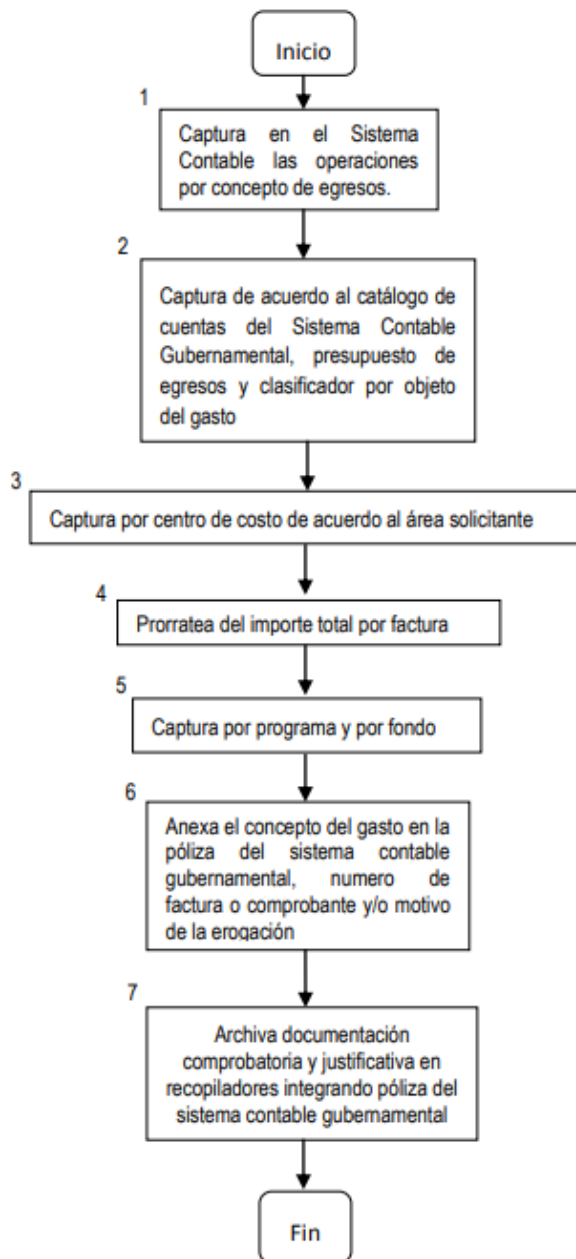 Inicio
1
Captura en el Sistema
Contable las operaciones
por concepto de egresos.
2
Captura de acuerdo al catálogo de
cuentas del Sistema Contable
Gubernamental, presupuesto de
egresos y clasificador por objeto
del gasto
3
Captura por centro de costo de acuerdo al área solicitante
4
Prorratea del importe total por factura
5
Captura por programa y por fondo
6
Anexa el concepto del gasto en la
póliza del sistema contable
gubernamental, numero de
factura o comprobante y/o motivo
de la erogación
7
Archiva documentación
comprobatoria y justificativa en
recopiladores integrando póliza del
sistema contable gubernamental
Fin